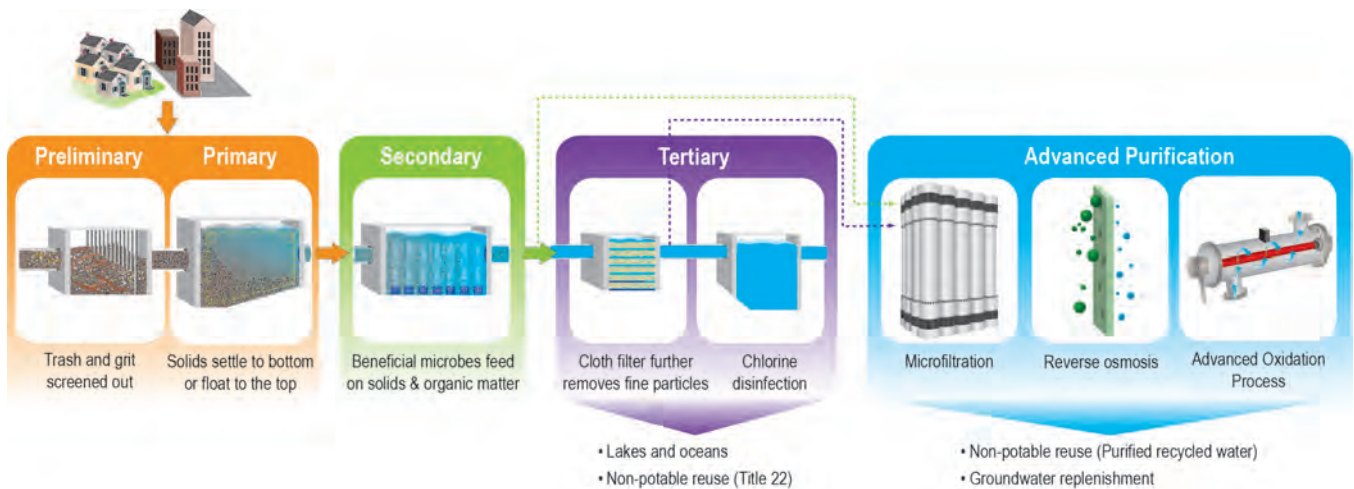 Preliminary
Primary
Secondary
Tertiary
Advanced Purification
Trash and grit
screened out
Solids settle to bottom
or float to the top
Beneficial microbes feed
on solids & organic matter
Cloth filter further
removes fine particles
Chlorine
disinfection
Microfiltration
Reverse osmosis
Advanced Oxidation
Process
• Lakes and oceans
• Non-potable reuse (Title 22)
• Non-potable reuse (Purified recycled water)
• Groundwater replenishment